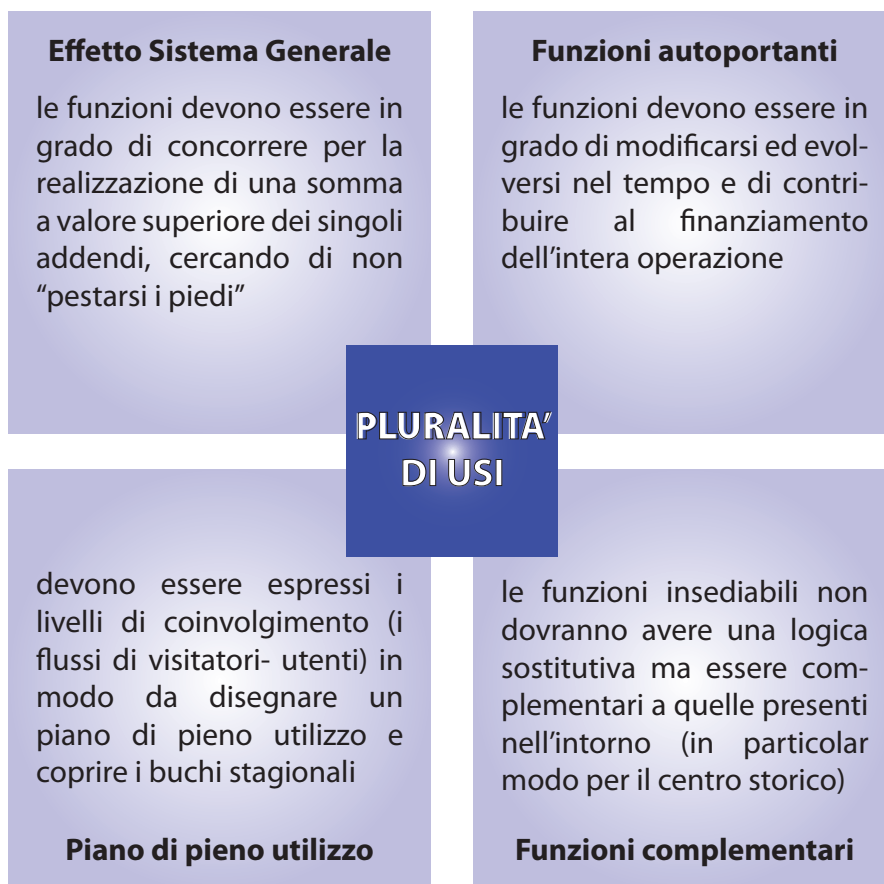 Effetto Sistema Generale
le funzioni devono essere in
grado di concorrere per la
realizzazione di una somma
a valore superiore dei singoli
addendi, cercando di non
“pestarsi i piedi”
Funzioni autoportanti
le funzioni devono essere in
grado di modificarsi ed evol-
versi nel tempo e di contri-
buire al finanziamento
dell’intera operazione
PLURALITA’
DI USI
devono essere espressi i
livelli di coinvolgimento (i
flussi di visitatori- utenti) in
modo da disegnare un
piano di pieno utilizzo e
coprire i buchi stagionali
Piano di pieno utilizzo
le funzioni insediabili non
dovranno avere una logica
sostitutiva ma essere com-
plementari a quelle presenti
nell’intorno (in particolar
modo per il centro storico)
Funzioni complementari